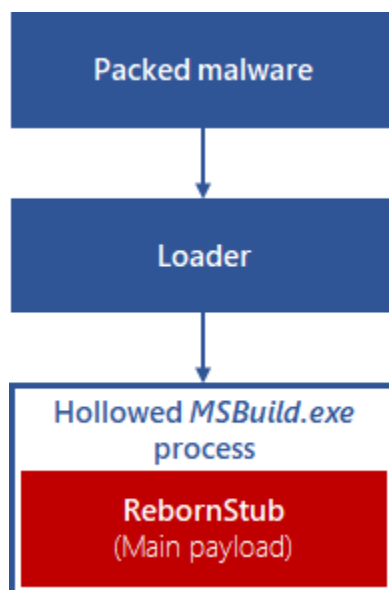 Packed malware
Loader
Hollowed MSBuild.exe
process
RebornStub
(Main payload)